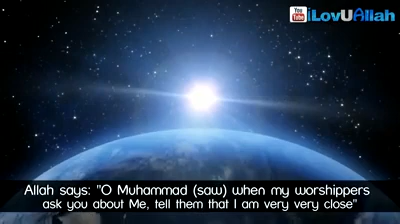 You Tube iLovUAllah
Allah says: "O Muhammad (saw) when my worshippers
ask you about Me, tell them that I am very very close"